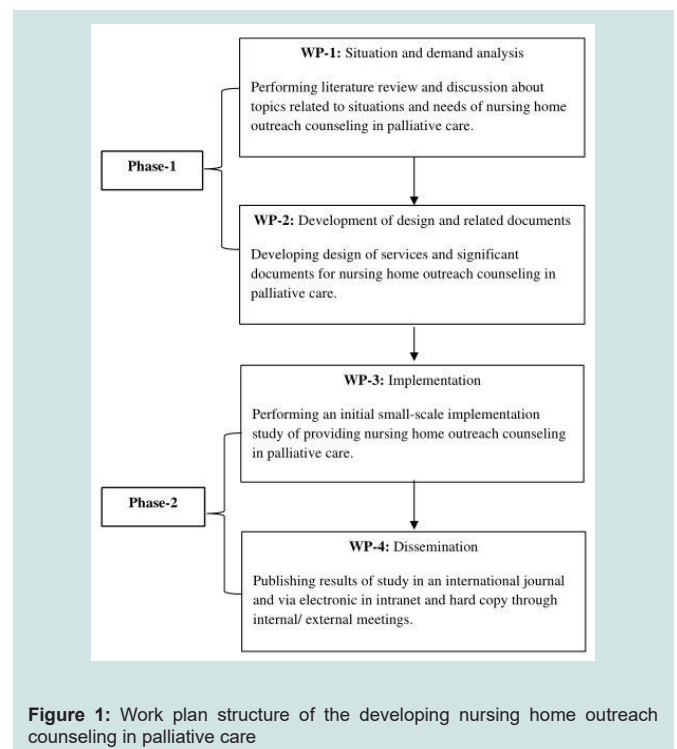 WP-1: Situation and demand analysis
Performing literature review and discussion about
topics related to situations and needs of nursing home
outreach counseling in palliative care.
Phase-1
WP-2: Development of design and related documents
Developing design of services and significant
documents for nursing home outreach counseling in
palliative care.
WP-3: Implementation
Performing an initial small-scale implementation
study of providing nursing home outreach counseling
in palliative care.
Phase-2
WP-4: Dissemination
Publishing results of study in an international journal
and via electronic in intranet and hard copy through
internal/ external meetings.
Figure 1: Work plan structure of the developing nursing home outreach
counseling in palliative care